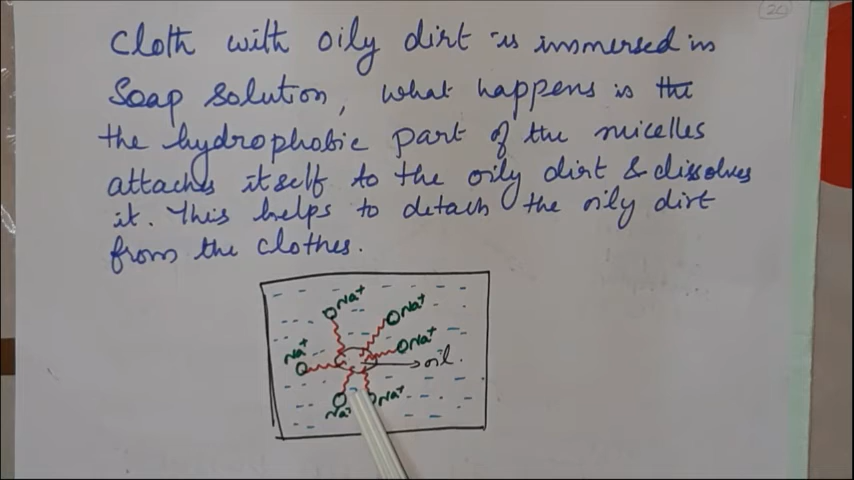 20
Cloth with oily dirt is immersed in
Soap solution, what happens is the
the hydrophobic part of the micelles
attaches itself to the oily dirt & dissolves
it. This helps to detach the oily dirt
from the clothes.
Na+
Na+
Na+
Na+
oil.
Na+
Na+